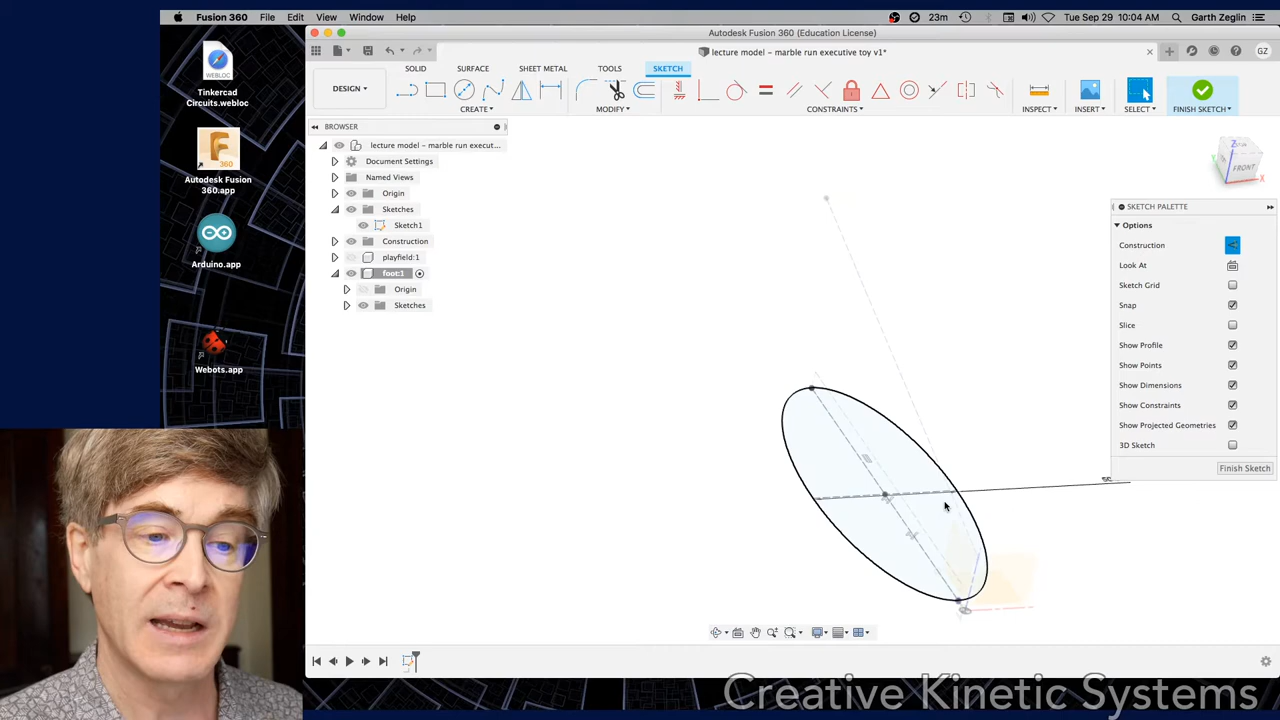 Fusion 360 File Edit View Window Help 23m Tue Sep 29 10:04 AM Garth Zeglin
Autodesk Fusion 360 (Education License)
lecture model – marble run executive toy v1*
GZ
SOLID SURFACE SHEET METAL TOOLS SKETCH
DESIGN
CREATE MODIFY CONSTRAINTS INSPECT INSERT SELECT FINISH SKETCH
BROWSER
lecture model – marble run execut...
Document Settings
Named Views
Origin
Sketches
Sketch1
Construction
playfield:1
foot:1
Origin
Sketches
WEBLOC
Tinkercad
Circuits.webloc
360
Autodesk Fusion
360.app
Arduino.app
Webots.app
Z
FRONT
X
Y
SKETCH PALETTE
Options
Construction
Look At
Sketch Grid
Snap
Slice
Show Profile
Show Points
Show Dimensions
Show Constraints
Show Projected Geometries
3D Sketch
Finish Sketch
Creative Kinetic Systems